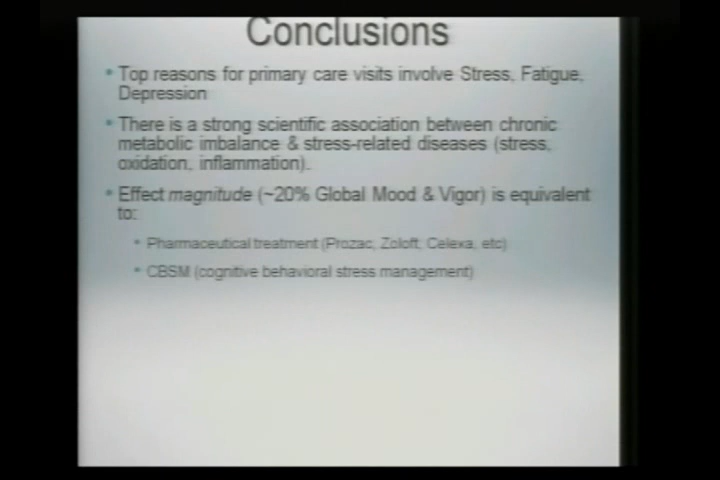 Conclusions
• Top reasons for primary care visits involve Stress, Fatigue,
Depression
• There is a strong scientific association between chronic
metabolic imbalance & stress-related diseases (stress,
oxidation, inflammation).
• Effect magnitude (~20% Global Mood & Vigor) is equivalent
to:
• Pharmaceutical treatment (Prozac, Zoloft, Celexa, etc)
• CBSM (cognitive behavioral stress management)